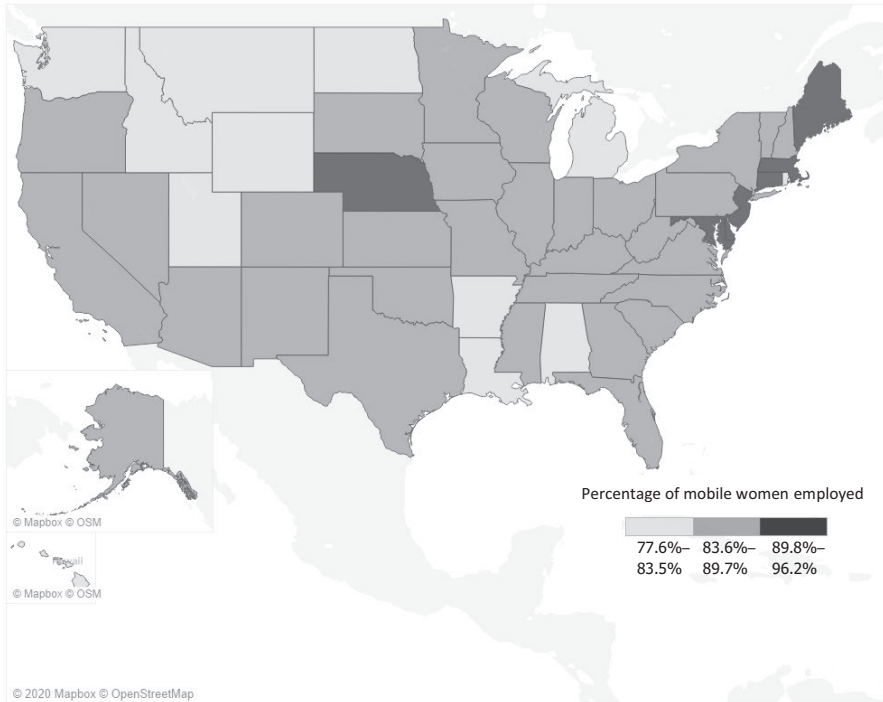 Percentage of mobile women employed
77.6%– 83.6%– 89.8%–
83.5% 89.7% 96.2%
© Mapbox © OSM
Hawaii
© Mapbox © OSM
© 2020 Mapbox © OpenStreetMap